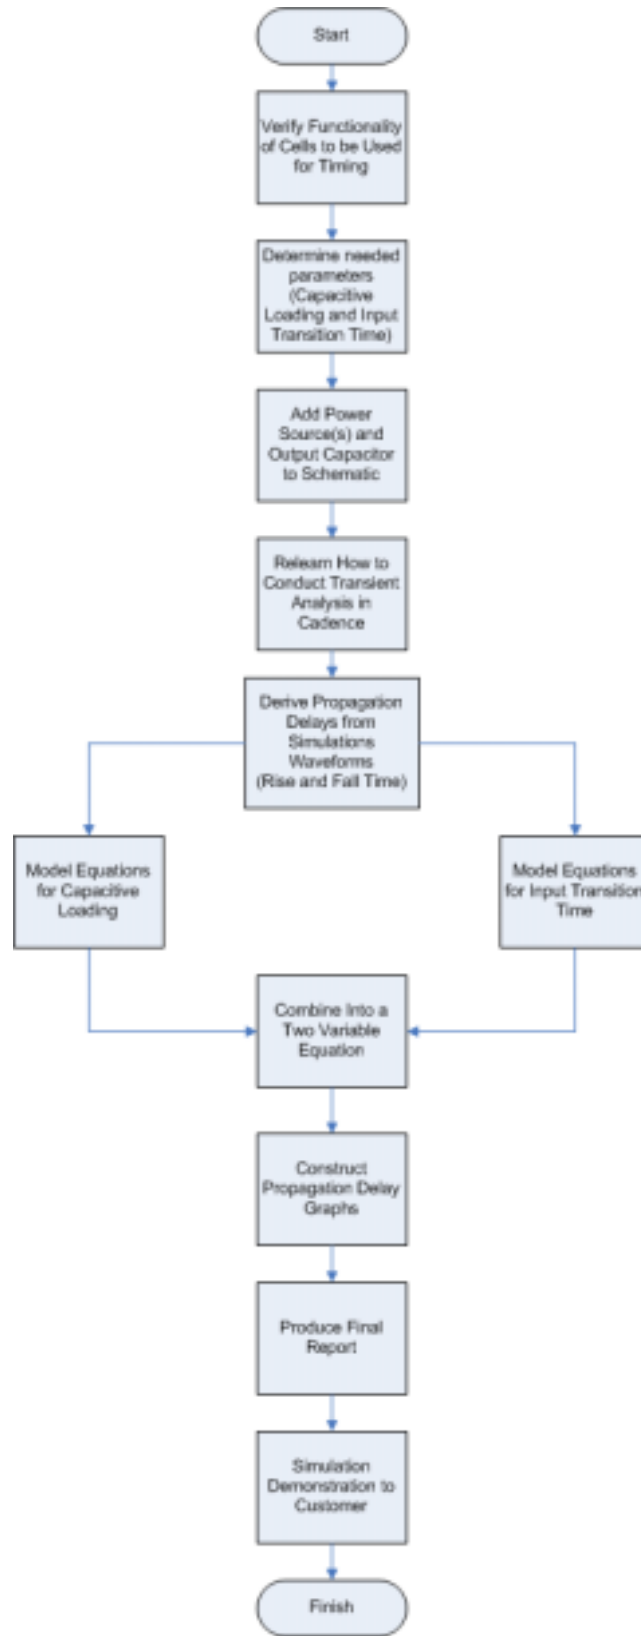 Start
Verify Functionality
of Cells to be Used
for Timing
Determine needed
parameters
(Capacitive
Loading and Input
Transition Time)
Add Power
Source(s) and
Output Capacitor
to Schematic
Relearn How to
Conduct Transient
Analysis in
Cadence
Derive Propagation
Delays from
Simulations
Waveforms
(Rise and Fall Time)
Model Equations
for Capacitive
Loading
Model Equations
for Input Transition
Time
Combine Into a
Two Variable
Equation
Construct
Propagation Delay
Graphs
Produce Final
Report
Simulation
Demonstration to
Customer
Finish